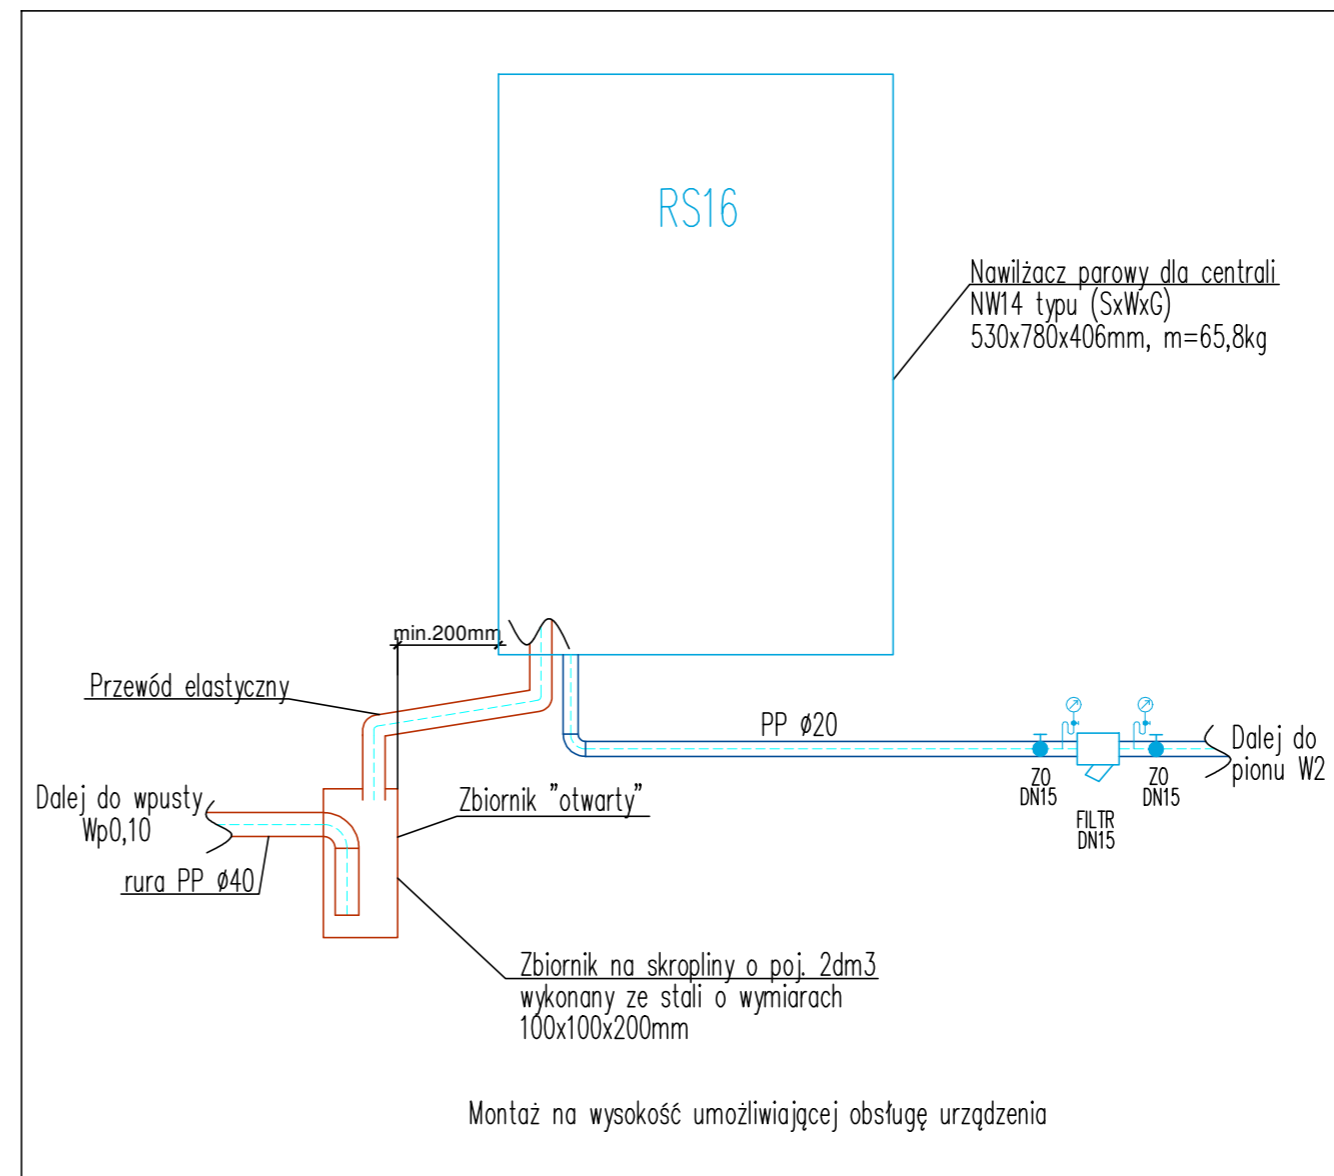 RS16
Nawilżacz parowy dla centrali
NW14 typu (SxWxG)
530x780x406mm, m=65,8kg
min.200mm
Przewód elastyczny
PP ø20
Dalej do
pionu W2
ZO
DN15
FILTR
DN15
ZO
DN15
Dalej do wpusty
Wp0,10
Zbiornik "otwarty"
rura PP ø40
Zbiornik na skropliny o poj. 2dm3
wykonany ze stali o wymiarach
100x100x200mm
Montaż na wysokość umożliwiającej obsługę urządzenia